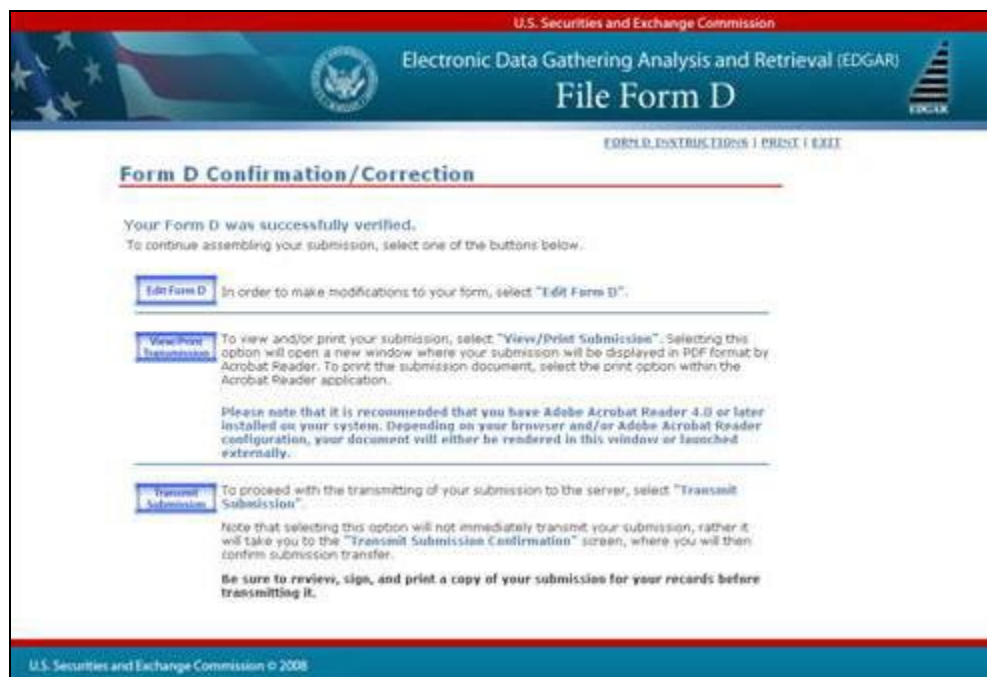 U.S. Securities and Exchange Commission
Electronic Data Gathering Analysis and Retrieval (EDGAR)
File Form D
EDGAR
FORM D INSTRUCTIONS | PRINT | EXIT
Form D Confirmation/Correction
Your Form D was successfully verified.
To continue assembling your submission, select one of the buttons below.
Edit Form D
In order to make modifications to your form, select "Edit Form D".
View/Print
Transmission
To view and/or print your submission, select "View/Print Submission". Selecting this
option will open a new window where your submission will be displayed in PDF format by
Acrobat Reader. To print the submission document, select the print option within the
Acrobat Reader application.
Please note that it is recommended that you have Adobe Acrobat Reader 4.0 or later
installed on your system. Depending on your browser and/or Adobe Acrobat Reader
configuration, your document will either be rendered in this window or launched
externally.
Transmit
Submission
To proceed with the transmitting of your submission to the server, select "Transmit
Submission".
Note that selecting this option will not immediately transmit your submission, rather it
will take you to the "Transmit Submission Confirmation" screen, where you will then
confirm submission transfer.
Be sure to review, sign, and print a copy of your submission for your records before
transmitting it.
U.S. Securities and Exchange Commission © 2008